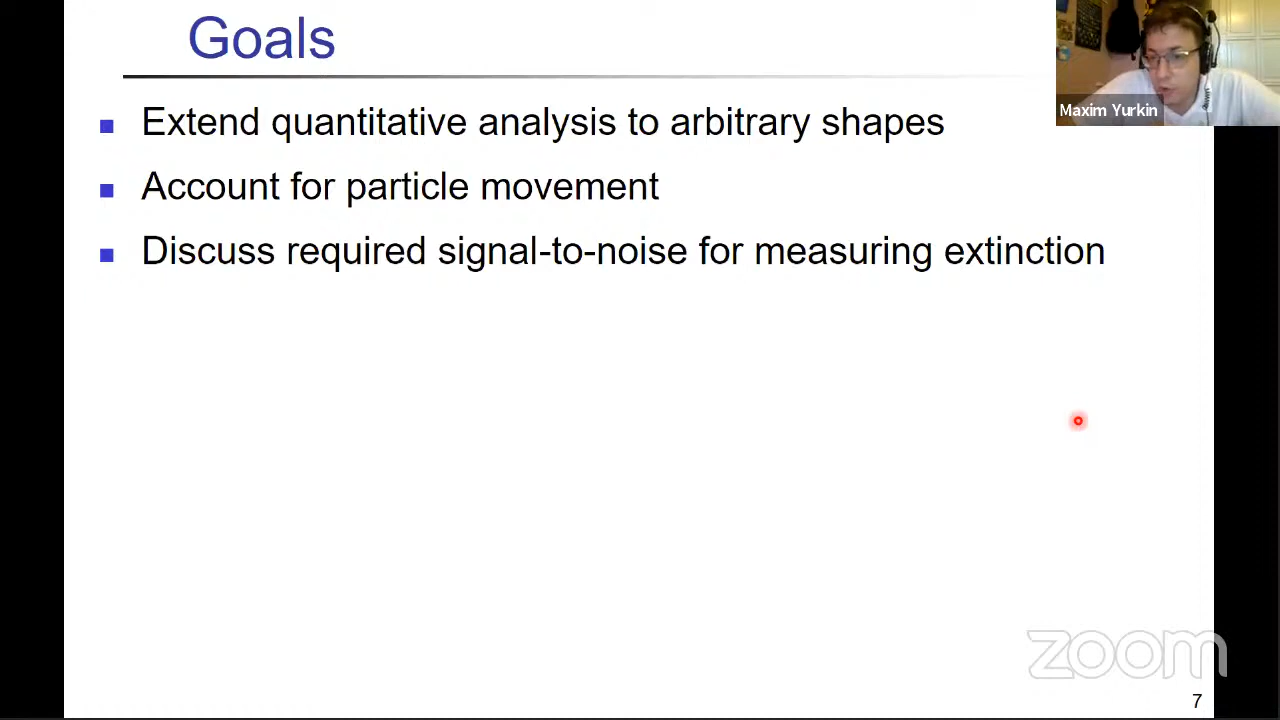 Goals
Extend quantitative analysis to arbitrary shapes
Account for particle movement
Discuss required signal-to-noise for measuring extinction
Maxim Yurkin
zoom
7